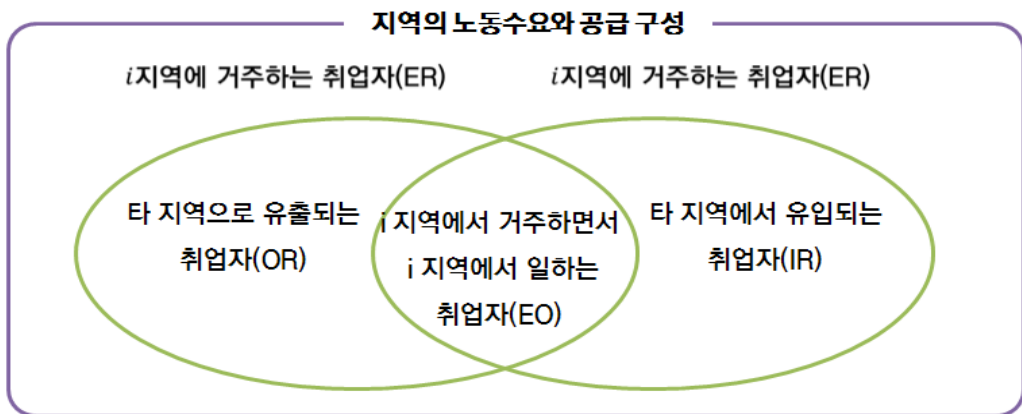 지역의 노동수요와 공급 구성
i지역에 거주하는 취업자(ER)
i지역에 거주하는 취업자(ER)
타 지역으로 유출되는
취업자(OR)
i 지역에서 거주하면서
i 지역에서 일하는
취업자(EO)
타 지역에서 유입되는
취업자(IR)